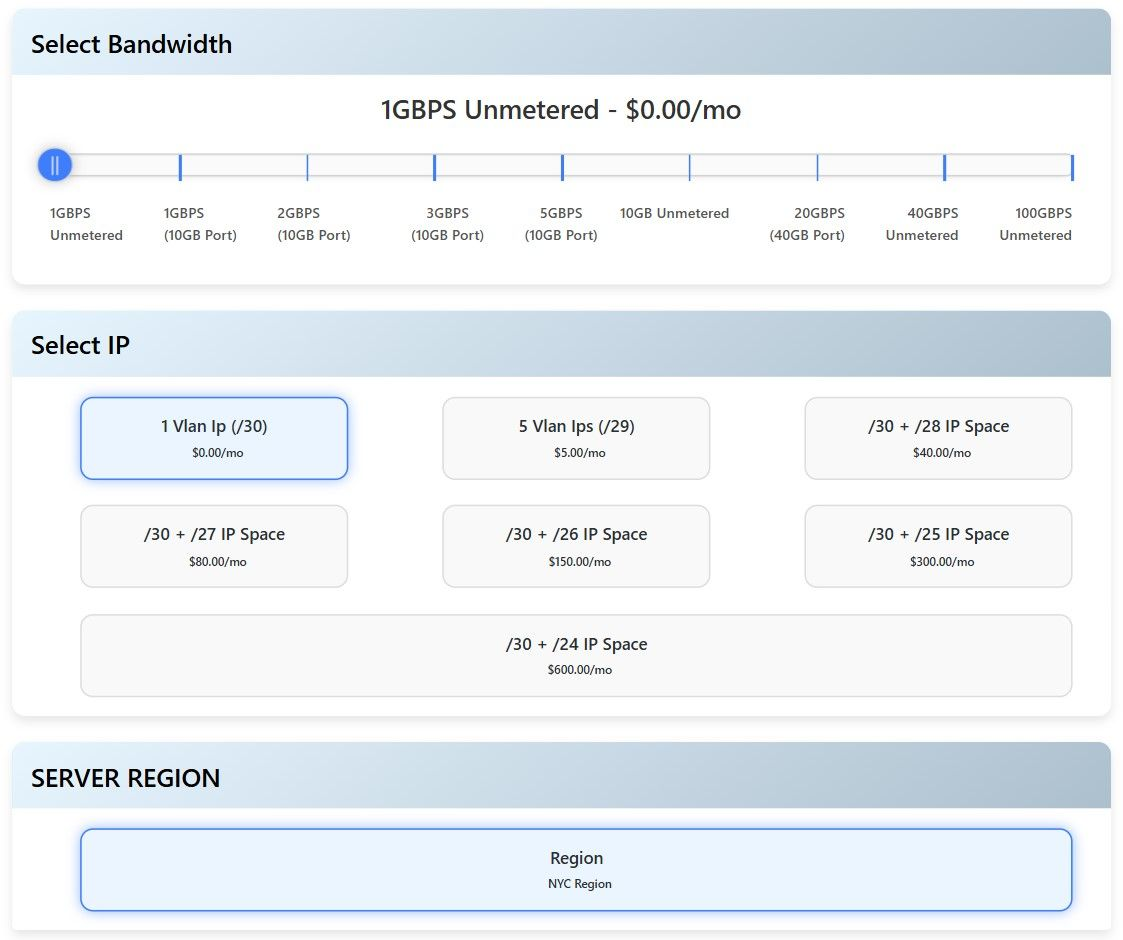 Select Bandwidth
1GBPS Unmetered - $0.00/mo
1GBPS Unmetered
1GBPS (10GB Port)
2GBPS (10GB Port)
3GBPS (10GB Port)
5GBPS (10GB Port)
10GB Unmetered
20GBPS (40GB Port)
40GBPS Unmetered
100GBPS Unmetered
Select IP
1 Vlan Ip (/30)
$0.00/mo
5 Vlan Ips (/29)
$5.00/mo
/30 + /28 IP Space
$40.00/mo
/30 + /27 IP Space
$80.00/mo
/30 + /26 IP Space
$150.00/mo
/30 + /25 IP Space
$300.00/mo
/30 + /24 IP Space
$600.00/mo
SERVER REGION
Region
NYC Region